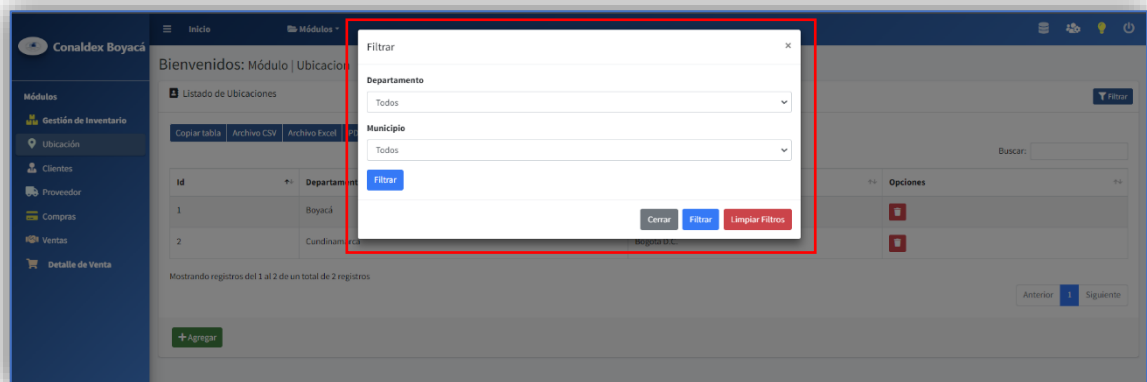 Conaldex Boyacá
Inicio
Módulos
Bienvenidos: Módulo | Ubicacion
Módulos
Gestión de Inventario
Ubicación
Clientes
Proveedor
Compras
Ventas
Detalle de Venta
Listado de Ubicaciones
Filtrar
Copiar tabla Archivo CSV Archivo Excel
Buscar:
Filtrar
×
Departamento
Todos
Municipio
Todos
Filtrar
Cerrar Filtrar Limpiar Filtros
Id Departament Opciones
1 Boyacá
2 Cundinamarca Bogotá D.C.
Mostrando registros del 1 al 2 de un total de 2 registros
Anterior 1 Siguiente
+ Agregar